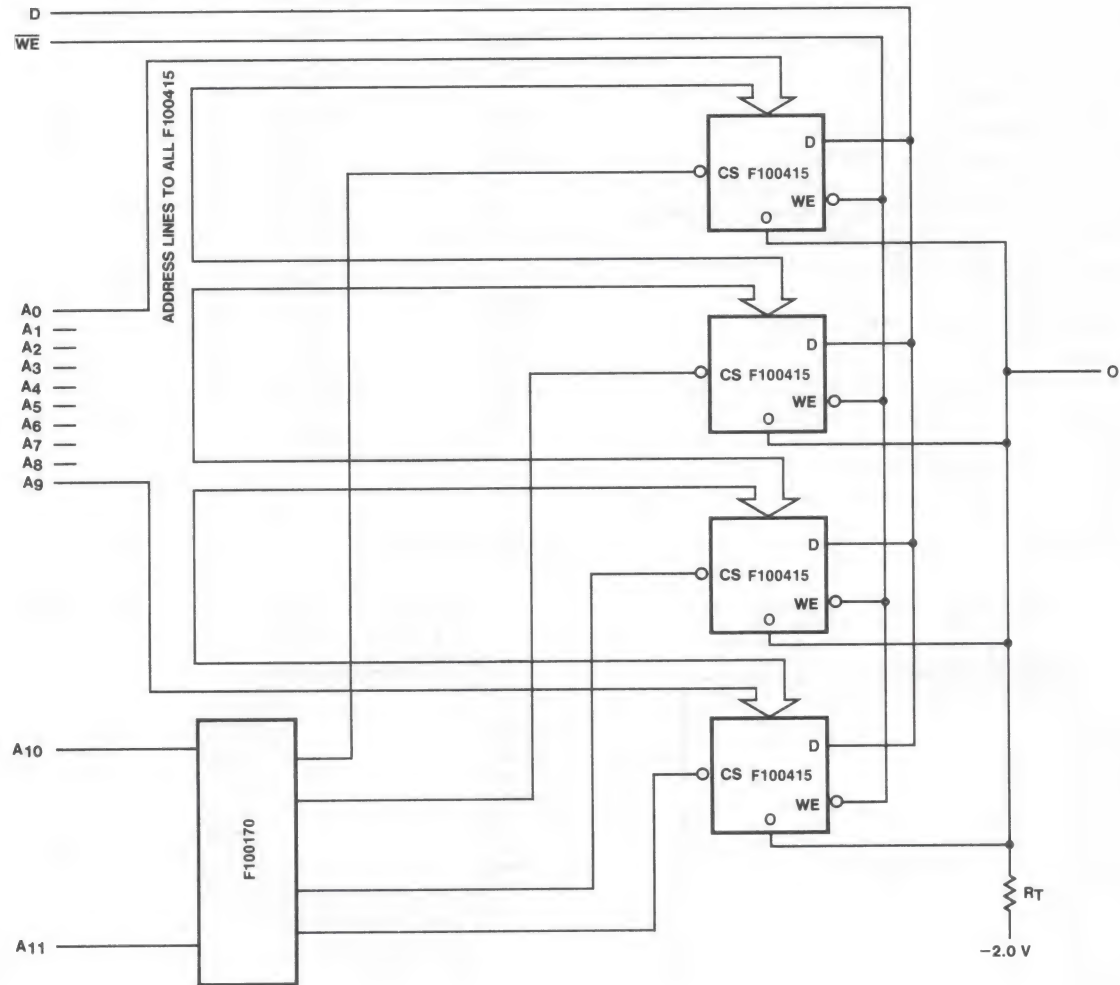 D
WE
ADDRESS LINES TO ALL F100415
D
CS F100415
WE
O
A0
A1
A2
A3
A4
A5
A6
A7
A8
A9
D
CS F100415
WE
O
O
D
CS F100415
WE
O
A10
F100170
A11
D
CS F100415
WE
O
RT
−2.0 V